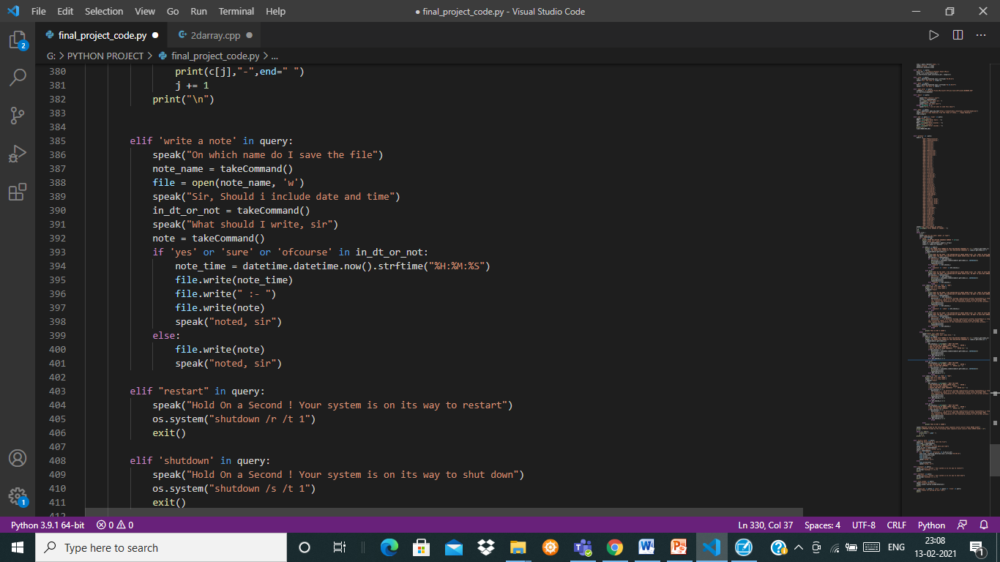 File Edit Selection View Go Run Terminal Help ● final_project_code.py - Visual Studio Code
final_project_code.py ● 2darray.cpp ●
G: > PYTHON PROJECT > final_project_code.py > ...
380 print(c[j],"-",end=" ")
381 j += 1
382 print("\n")
383
384
385 elif 'write a note' in query:
386 speak("On which name do I save the file")
387 note_name = takeCommand()
388 file = open(note_name, 'w')
389 speak("Sir, Should i include date and time")
390 in_dt_or_not = takeCommand()
391 speak("What should I write, sir")
392 note = takeCommand()
393 if 'yes' or 'sure' or 'ofcourse' in in_dt_or_not:
394 note_time = datetime.datetime.now().strftime("%H:%M:%S")
395 file.write(note_time)
396 file.write(" :- ")
397 file.write(note)
398 speak("noted, sir")
399 else:
400 file.write(note)
401 speak("noted, sir")
402
403 elif "restart" in query:
404 speak("Hold On a Second ! Your system is on its way to restart")
405 os.system("shutdown /r /t 1")
406 exit()
407
408 elif 'shutdown' in query:
409 speak("Hold On a Second ! Your system is on its way to shut down")
410 os.system("shutdown /s /t 1")
411 exit()
412
2
1
Python 3.9.1 64-bit 0 0 Ln 330, Col 37 Spaces: 4 UTF-8 CRLF Python
Type here to search ENG 23:08
13-02-2021 1